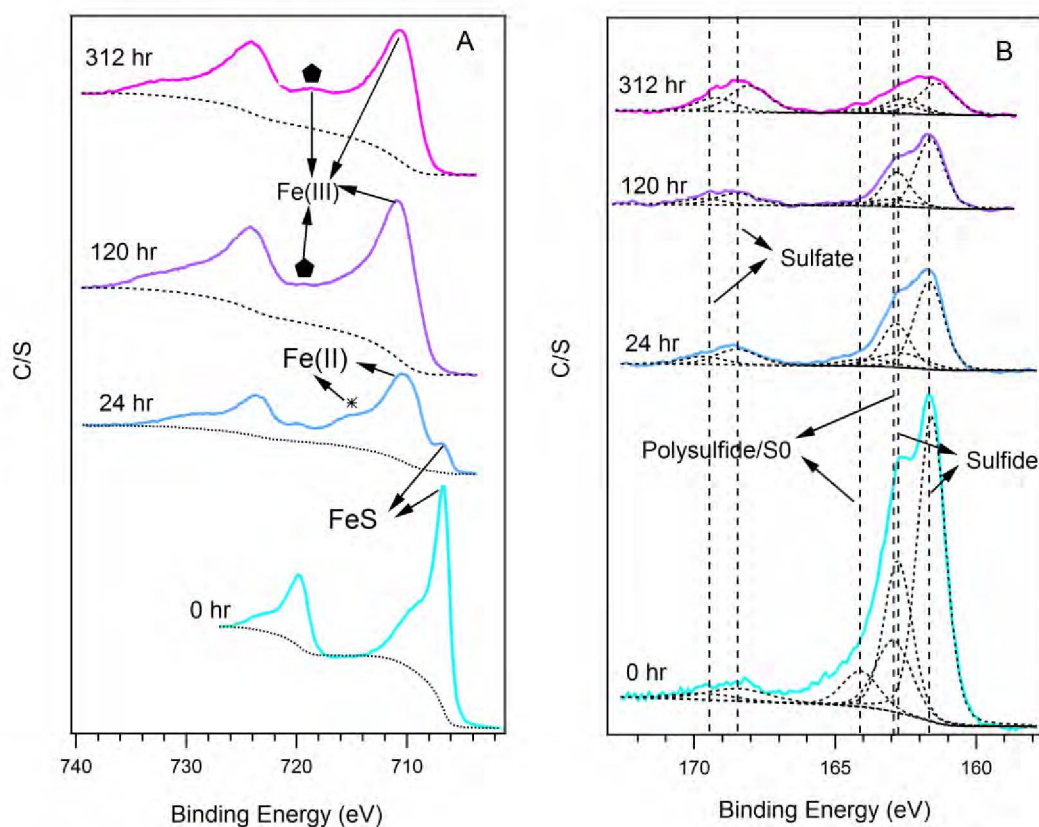 A
312 hr
Fe(III)
120 hr
Fe(II)
*
24 hr
FeS
0 hr
C/S
740
730
720
710
Binding Energy (eV)
B
312 hr
120 hr
Sulfate
24 hr
Polysulfide/S0
Sulfide
0 hr
C/S
170
165
160
Binding Energy (eV)